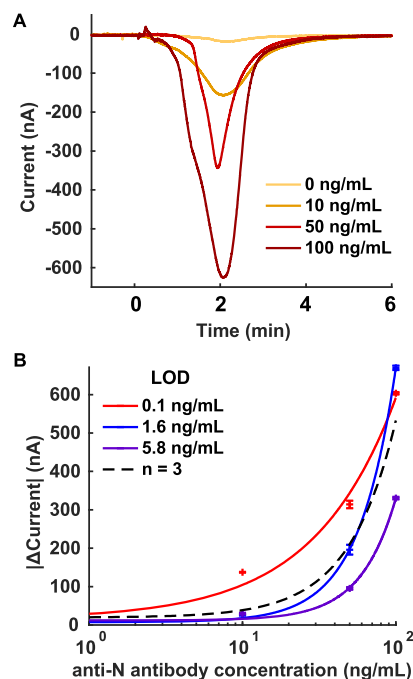 A
0
-100
-200
-300
-400
-500
-600
Current (nA)
0 ng/mL
10 ng/mL
50 ng/mL
100 ng/mL
0
2
4
6
Time (min)
B
LOD
0.1 ng/mL
1.6 ng/mL
5.8 ng/mL
n = 3
600
500
400
300
200
100
0
|ΔCurrent| (nA)
10⁰
10¹
10²
anti-N antibody concentration (ng/mL)